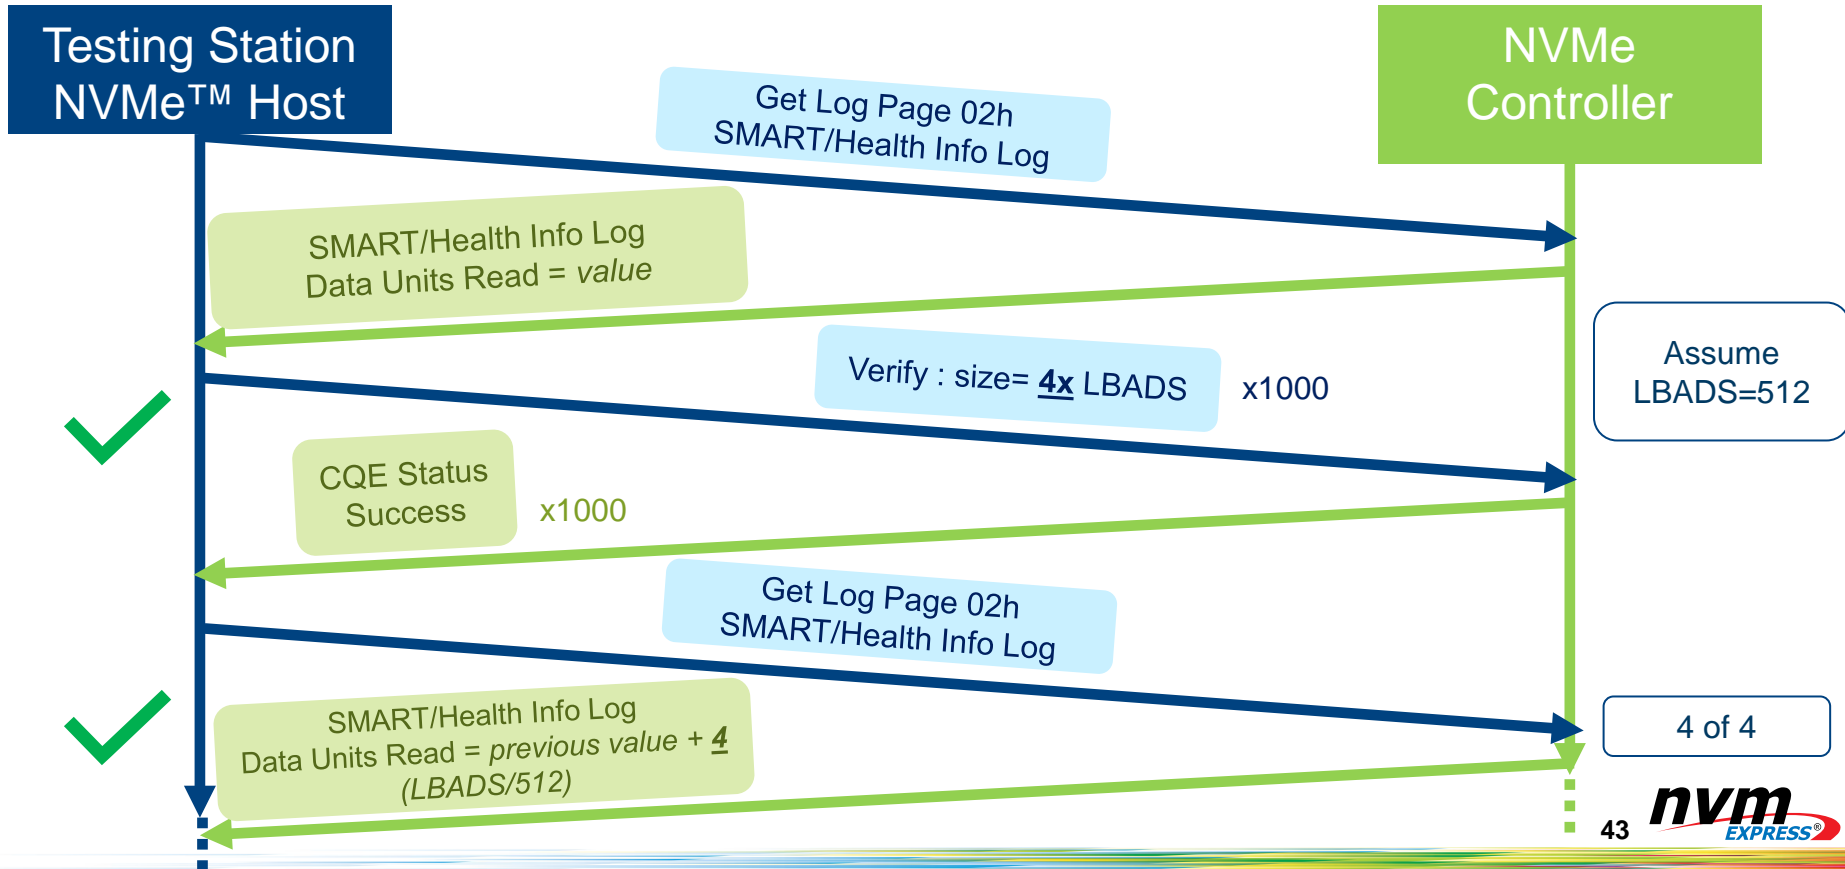 Testing Station
NVMe™ Host
NVMe
Controller
Get Log Page 02h
SMART/Health Info Log
SMART/Health Info Log
Data Units Read = value
Verify : size= 4x LBADS
x1000
Assume
LBADS=512
CQE Status
Success
x1000
Get Log Page 02h
SMART/Health Info Log
SMART/Health Info Log
Data Units Read = previous value + 4
(LBADS/512)
4 of 4
43
nvm
EXPRESS®